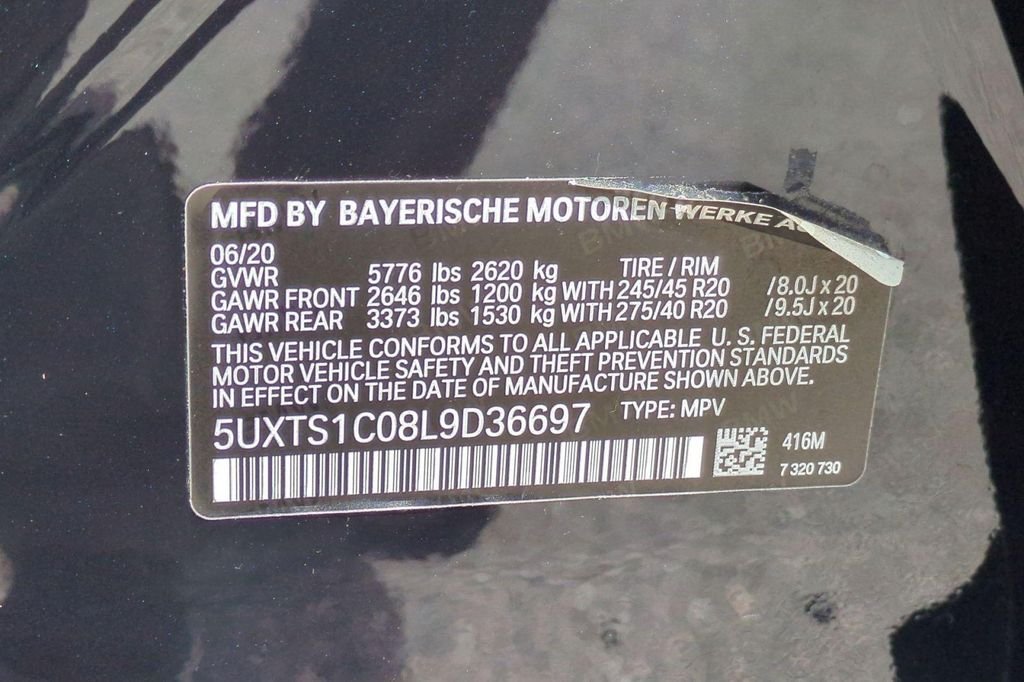 MFD BY BAYERISCHE MOTOREN WERKE AG
06/20
GVWR 5776 lbs 2620 kg TIRE / RIM
GAWR FRONT 2646 lbs 1200 kg WITH 245/45 R20 /8.0J x 20
GAWR REAR 3373 lbs 1530 kg WITH 275/40 R20 /9.5J x 20
THIS VEHICLE CONFORMS TO ALL APPLICABLE U. S. FEDERAL
MOTOR VEHICLE SAFETY AND THEFT PREVENTION STANDARDS
IN EFFECT ON THE DATE OF MANUFACTURE SHOWN ABOVE.
5UXTS1C08L9D36697 TYPE: MPV
416M
7 320 730